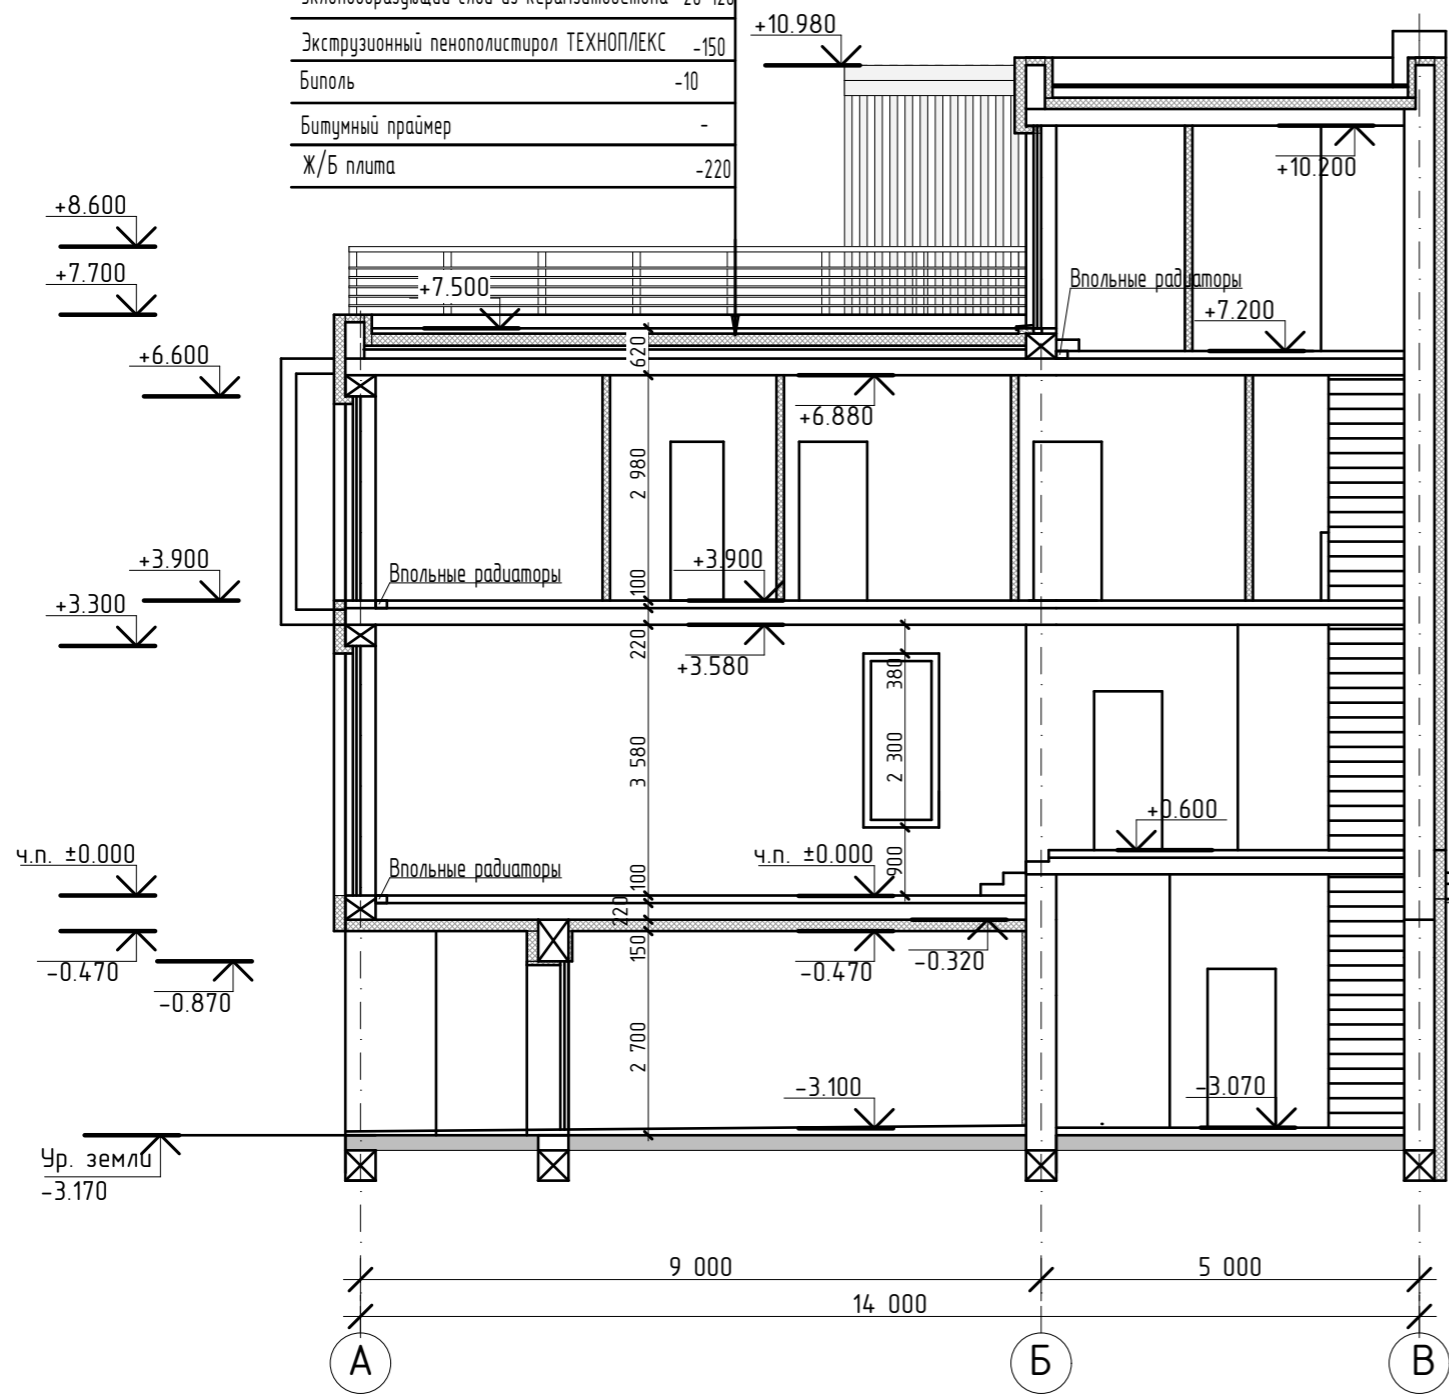 Экструзионный пенополистирол ТЕХНОПЛЕКС -150
Биполь -10
Битумный праймер -
Ж/Б плита -220
+10.980
+10.200
+8.600
+7.700
+7.500
Впольные радиаторы
+7.200
+6.600
620
+6.880
2 980
+3.900
Впольные радиаторы
100
+3.900
+3.300
220
+3.580
380
3 580
2 300
+0.600
ч.п. ±0.000
Впольные радиаторы
100
ч.п. ±0.000
900
220
-0.470
-0.870
150
-0.470
-0.320
2 700
-3.100
-3.070
Ур. земли
-3.170
9 000
5 000
14 000
А
Б
В